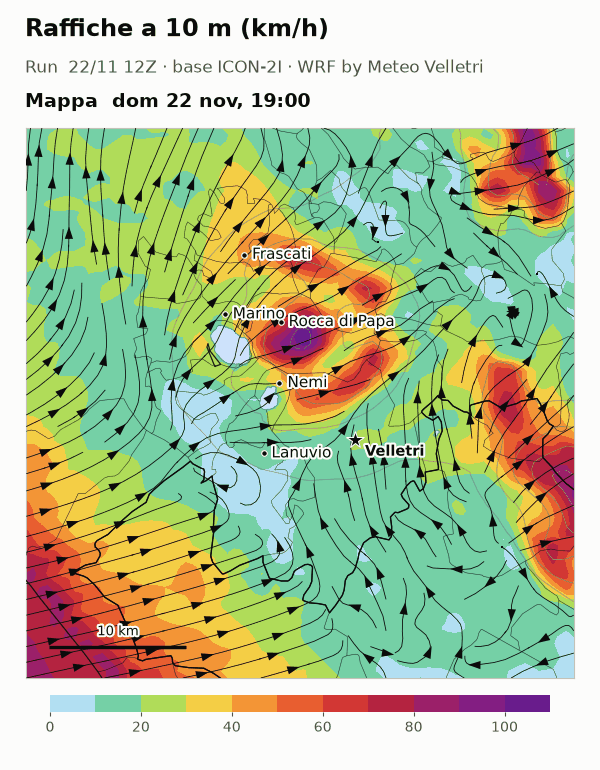 Raffiche a 10 m (km/h)
Run  22/11 12Z · base ICON-2I · WRF by Meteo Velletri
Mappa  dom 22 nov, 19:00
Frascati
Marino
Rocca di Papa
Nemi
Velletri
Lanuvio
10 km
0 20 40 60 80 100